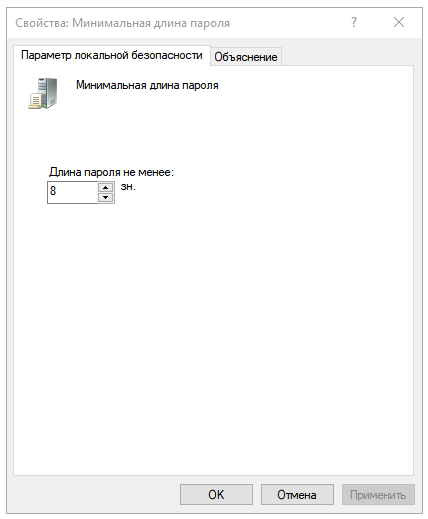 Свойства: Минимальная длина пароля
Параметр локальной безопасности
Объяснение
Минимальная длина пароля
Длина пароля не менее:
8
зн.
OK
Отмена
Применить